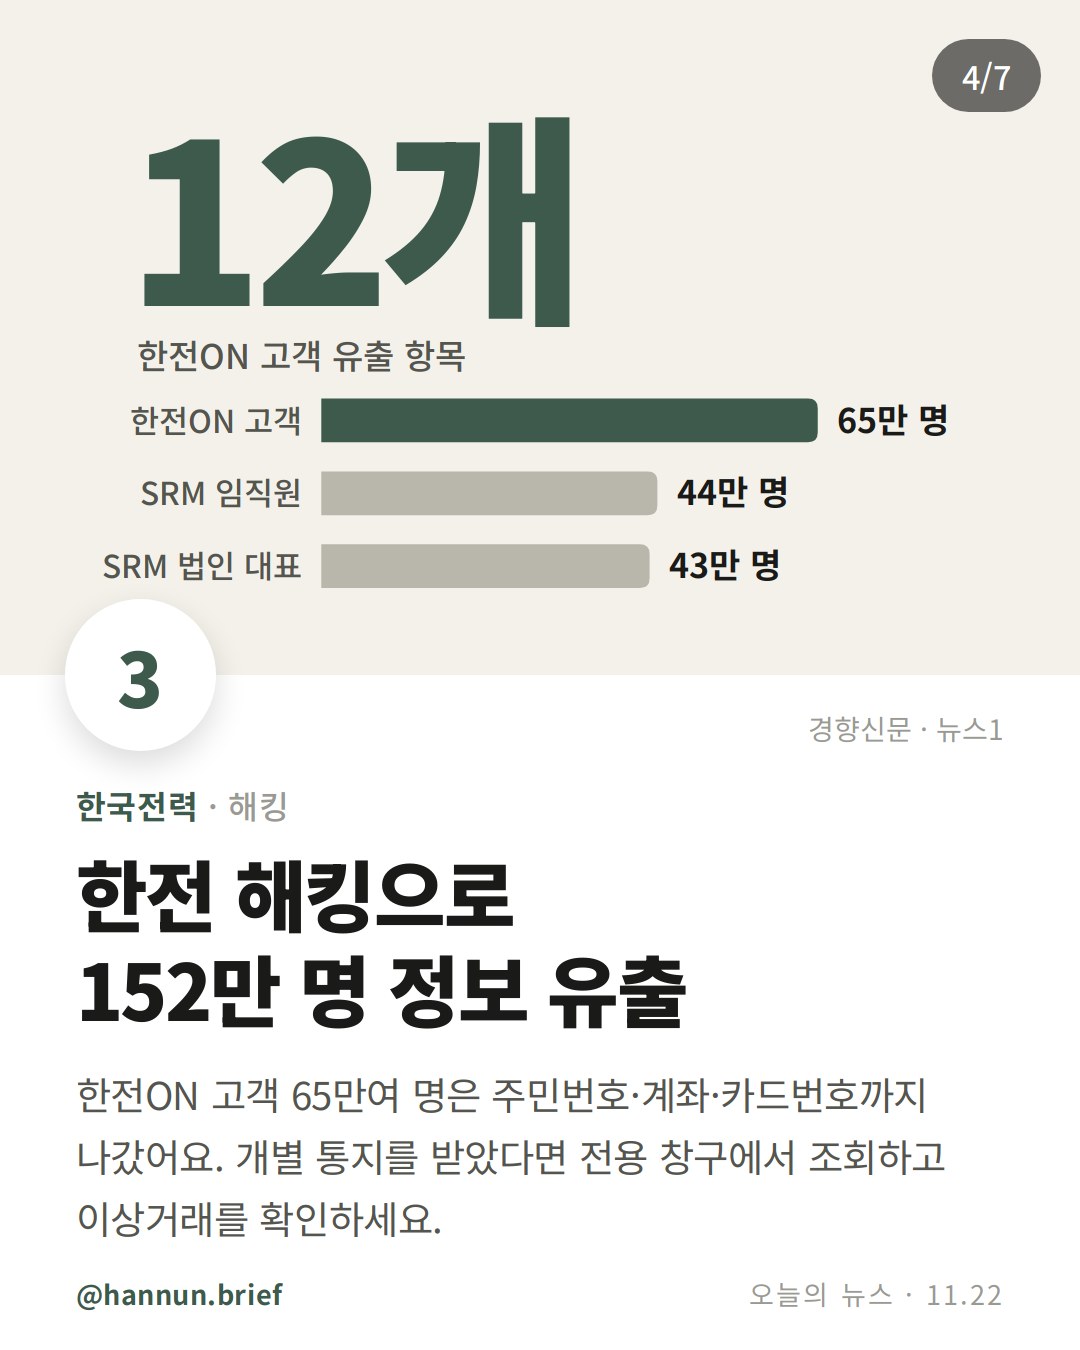 4/7
12개
한전ON 고객 유출 항목
한전ON 고객 65만 명
SRM 임직원 44만 명
SRM 법인 대표 43만 명
3
경향신문 · 뉴스1
한국전력 · 해킹
한전 해킹으로
152만 명 정보 유출
한전ON 고객 65만여 명은 주민번호·계좌·카드번호까지
나갔어요. 개별 통지를 받았다면 전용 창구에서 조회하고
이상거래를 확인하세요.
@hannun.brief
오늘의 뉴스 · 11.22